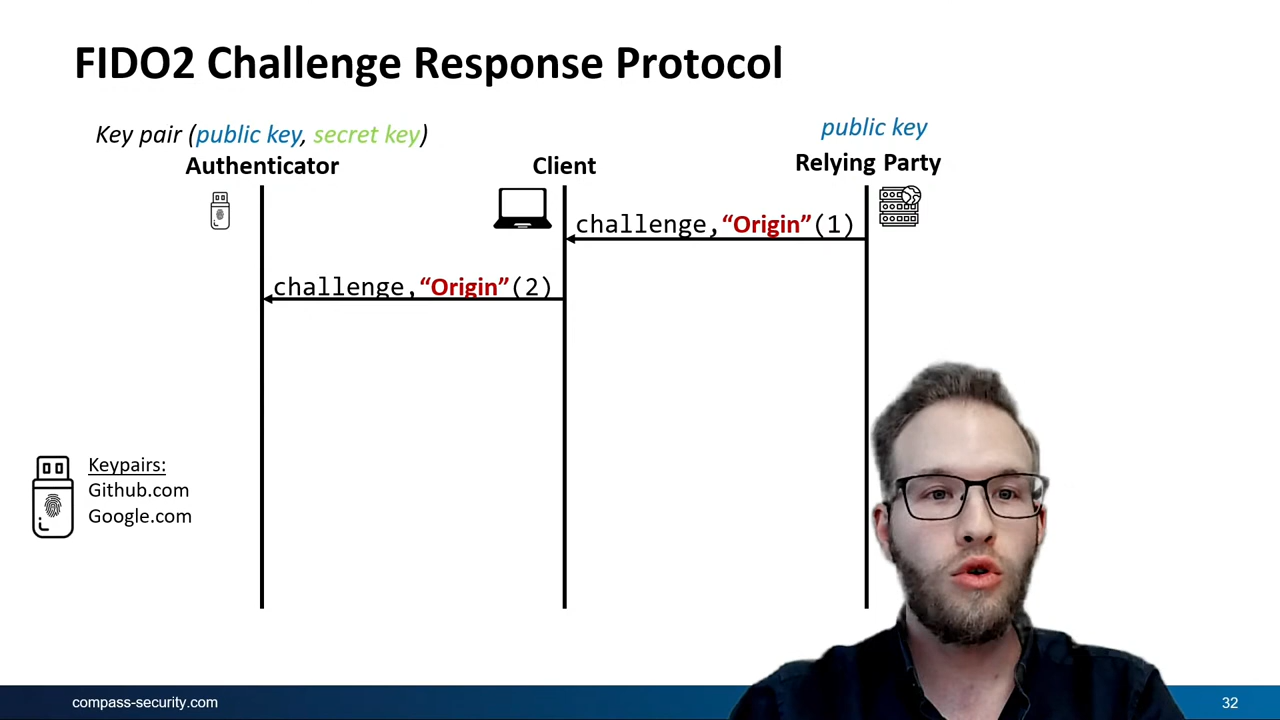 FIDO2 Challenge Response Protocol
Key pair (public key, secret key)
public key
Authenticator
Client
Relying Party
challenge,“Origin”(1)
challenge,“Origin”(2)
Keypairs:
Github.com
Google.com
compass-security.com
32